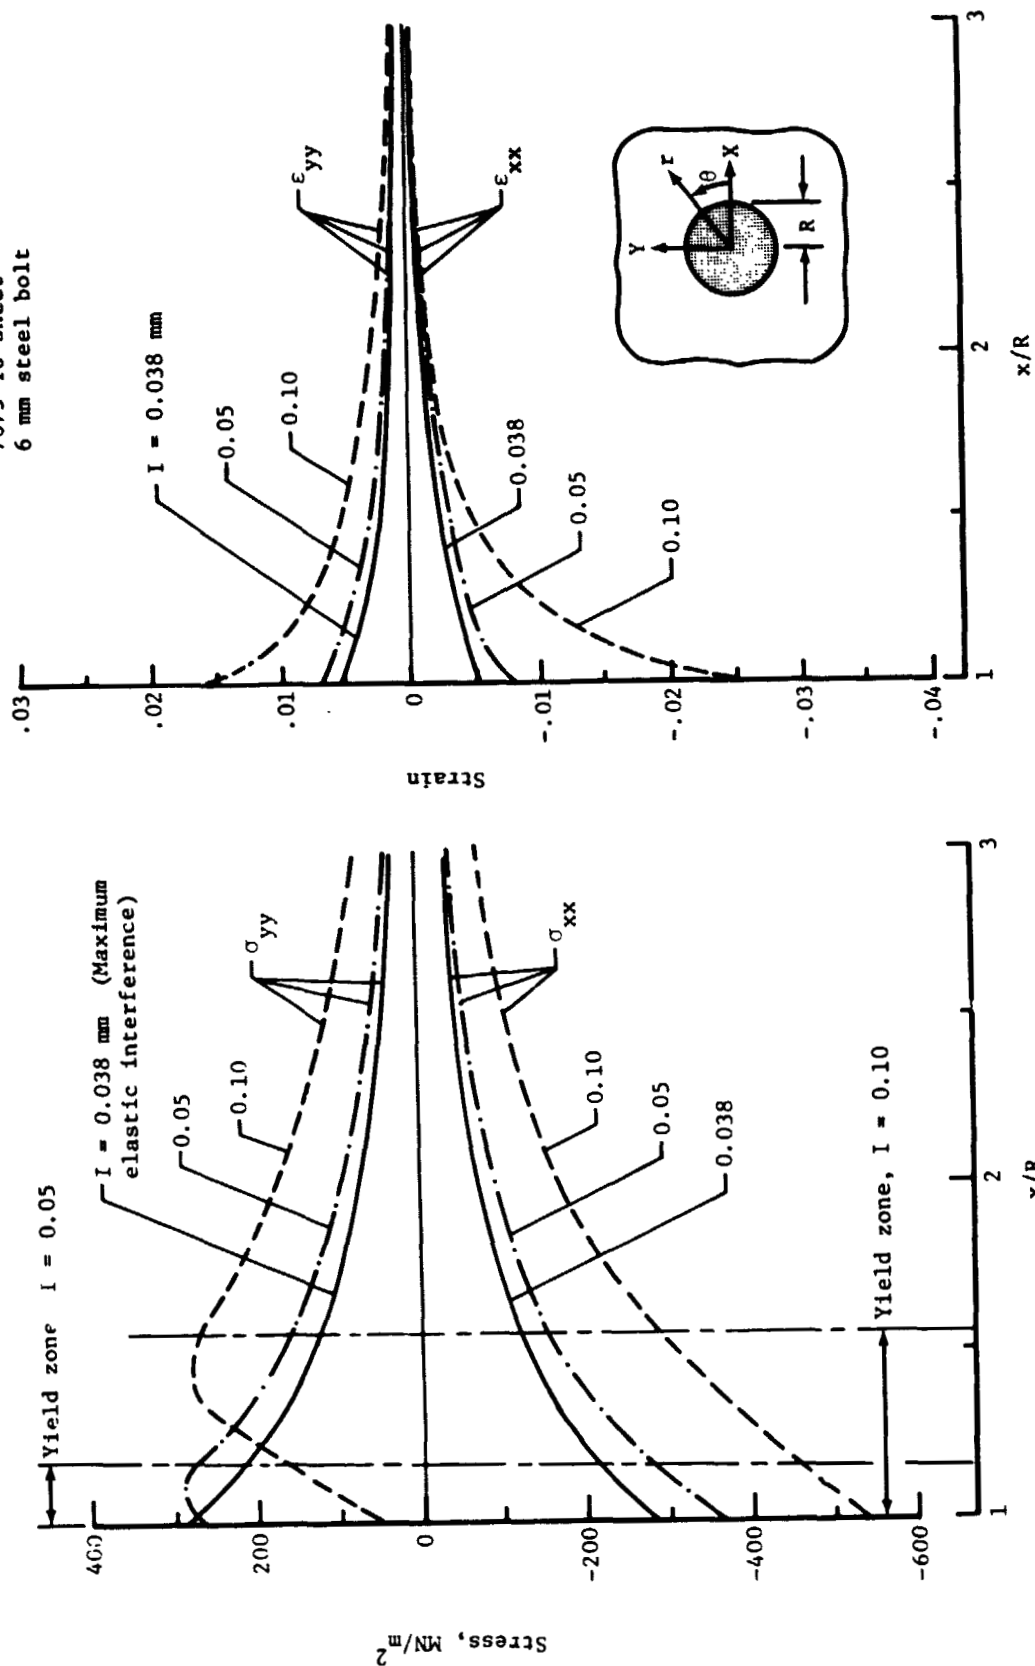 6 mm steel bolt
.03
.02
.01
0
-.01
-.02
-.03
-.04
Strain
I = 0.038 mm
0.05
0.10
εyy
εxx
0.038
0.05
0.10
Y
r
θ
X
R
1
2
3
x/R
400
200
0
-200
-400
-600
Stress, MN/m2
Yield zone I = 0.05
I = 0.038 mm (Maximum
elastic interference)
0.05
0.10
σyy
σxx
0.10
0.05
0.038
Yield zone, I = 0.10
1
2
3
x/R